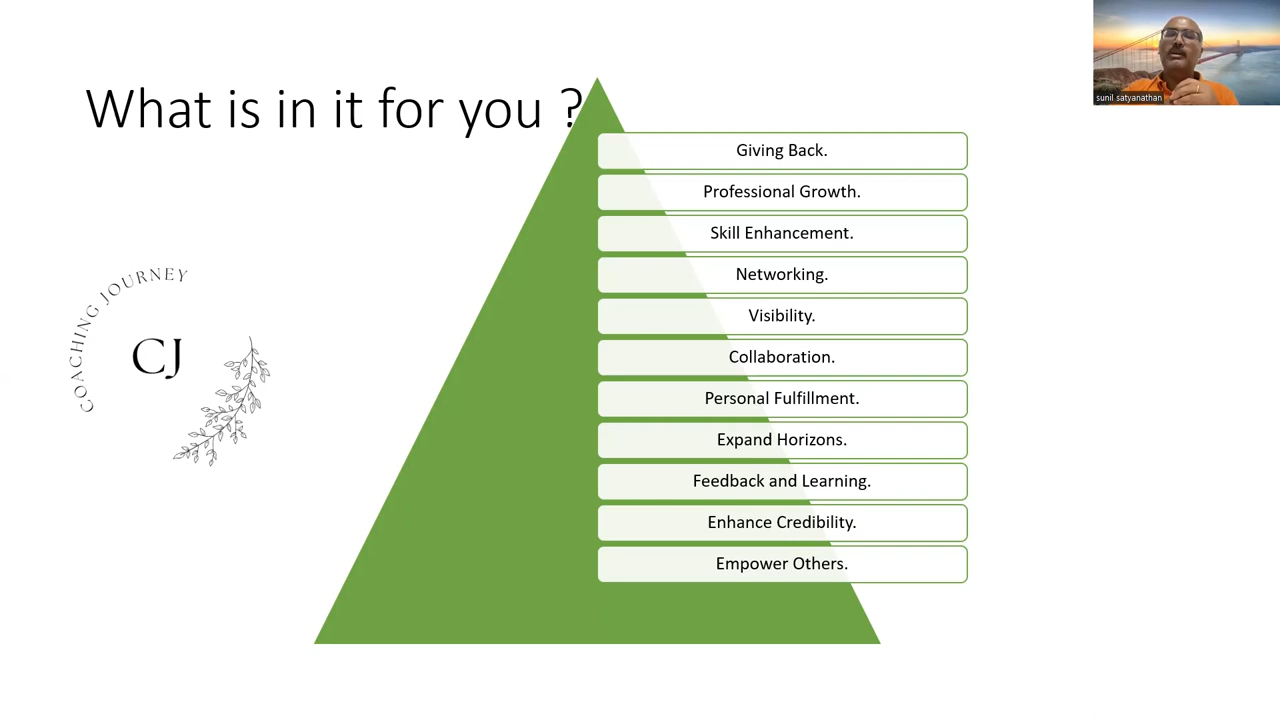 What is in it for you ?
sunil satyanathan
Giving Back.
Professional Growth.
Skill Enhancement.
Networking.
Visibility.
Collaboration.
Personal Fulfillment.
Expand Horizons.
Feedback and Learning.
Enhance Credibility.
Empower Others.
COACHING JOURNEY
CJ